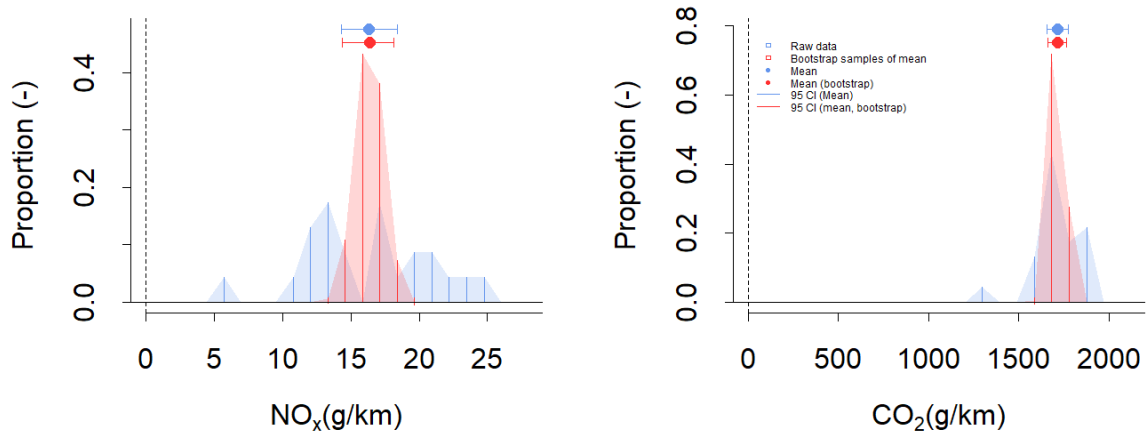 Proportion (-)
0.0
0.2
0.4
0
5
10
15
20
25
NOₓ(g/km)
Proportion (-)
0.0
0.2
0.4
0.6
0.8
Raw data
Bootstrap samples of mean
Mean
Mean (bootstrap)
95 CI (Mean)
95 CI (mean, bootstrap)
0
500
1000
1500
2000
CO₂(g/km)